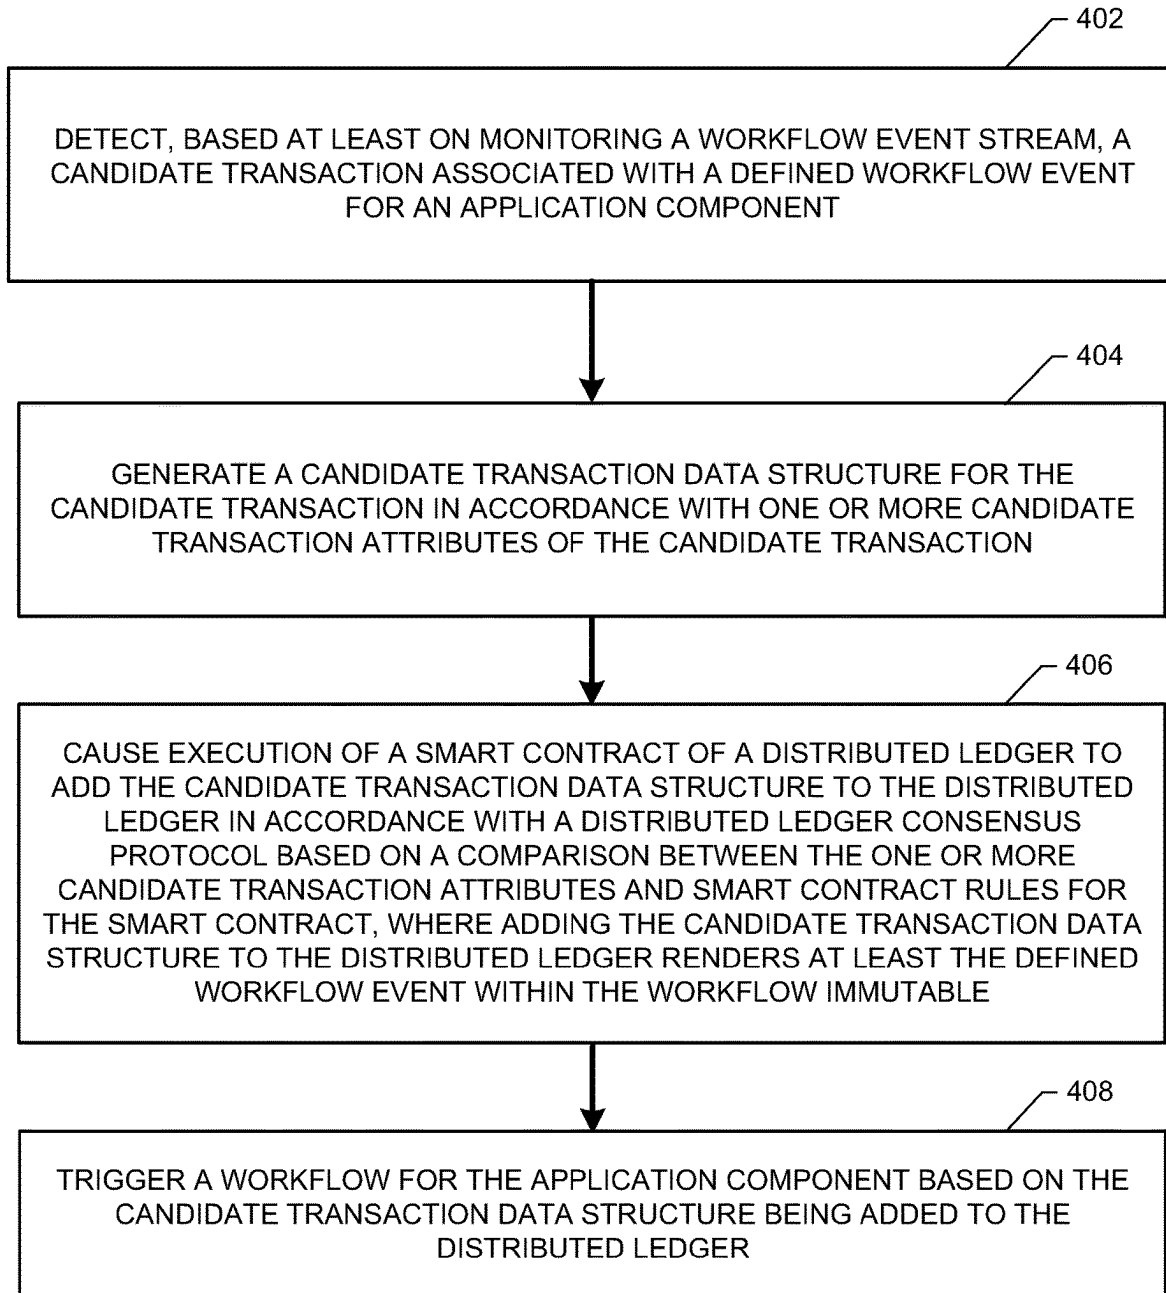 402
DETECT, BASED AT LEAST ON MONITORING A WORKFLOW EVENT STREAM, A
CANDIDATE TRANSACTION ASSOCIATED WITH A DEFINED WORKFLOW EVENT
FOR AN APPLICATION COMPONENT
404
GENERATE A CANDIDATE TRANSACTION DATA STRUCTURE FOR THE
CANDIDATE TRANSACTION IN ACCORDANCE WITH ONE OR MORE CANDIDATE
TRANSACTION ATTRIBUTES OF THE CANDIDATE TRANSACTION
406
CAUSE EXECUTION OF A SMART CONTRACT OF A DISTRIBUTED LEDGER TO
ADD THE CANDIDATE TRANSACTION DATA STRUCTURE TO THE DISTRIBUTED
LEDGER IN ACCORDANCE WITH A DISTRIBUTED LEDGER CONSENSUS
PROTOCOL BASED ON A COMPARISON BETWEEN THE ONE OR MORE
CANDIDATE TRANSACTION ATTRIBUTES AND SMART CONTRACT RULES FOR
THE SMART CONTRACT, WHERE ADDING THE CANDIDATE TRANSACTION DATA
STRUCTURE TO THE DISTRIBUTED LEDGER RENDERS AT LEAST THE DEFINED
WORKFLOW EVENT WITHIN THE WORKFLOW IMMUTABLE
408
TRIGGER A WORKFLOW FOR THE APPLICATION COMPONENT BASED ON THE
CANDIDATE TRANSACTION DATA STRUCTURE BEING ADDED TO THE
DISTRIBUTED LEDGER